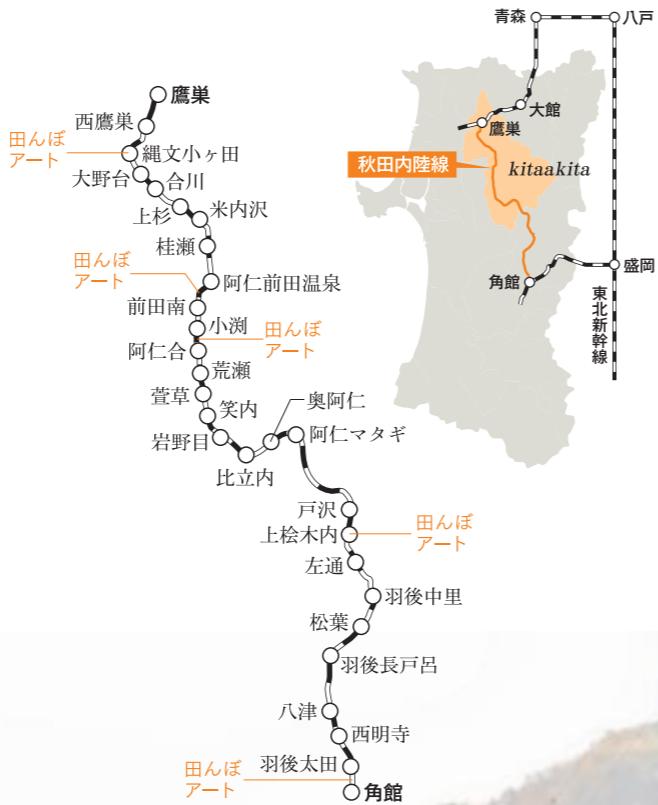 青森
八戸
大館
鷹巣
秋田内陸線
kitaakita
角館
盛岡
東北新幹線
鷹巣
西鷹巣
田んぼ
アート
縄文小ヶ田
大野台
合川
上杉
米内沢
桂瀬
田んぼ
アート
阿仁前田温泉
前田南
小渕
田んぼ
アート
阿仁合
荒瀬
萱草
笑内
岩野目
奥阿仁
阿仁マタギ
比立内
戸沢
上桧木内
田んぼ
アート
左通
羽後中里
松葉
羽後長戸呂
八津
西明寺
羽後太田
田んぼ
アート
角館